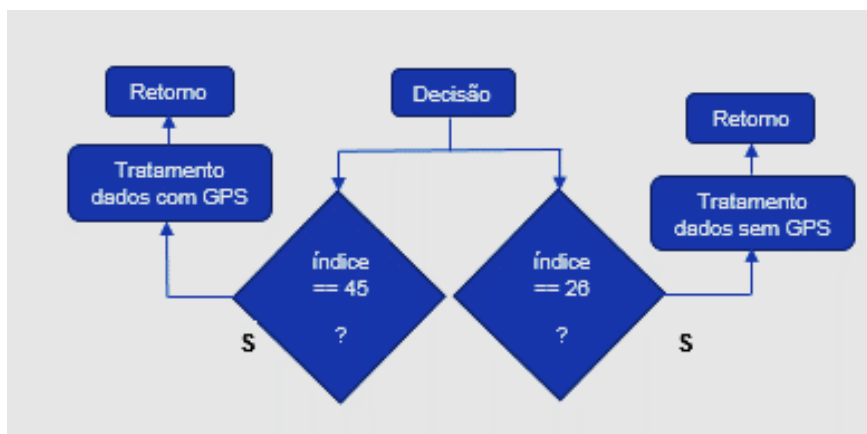 Retorno
Decisão
Retorno
Tratamento
dados com GPS
Tratamento
dados sem GPS
índice
== 45
?
índice
== 26
?
S
S